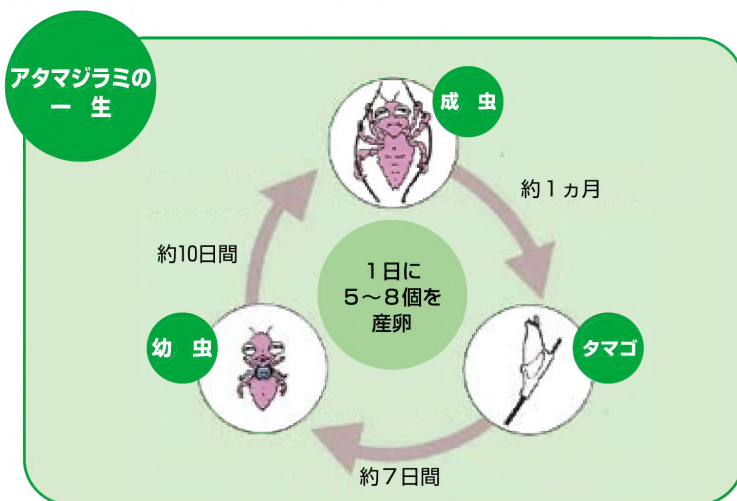 アタマジラミの
一 生
成 虫
約１ヵ月
約10日間
１日に
５～８個を
産卵
幼 虫
タマゴ
約７日間